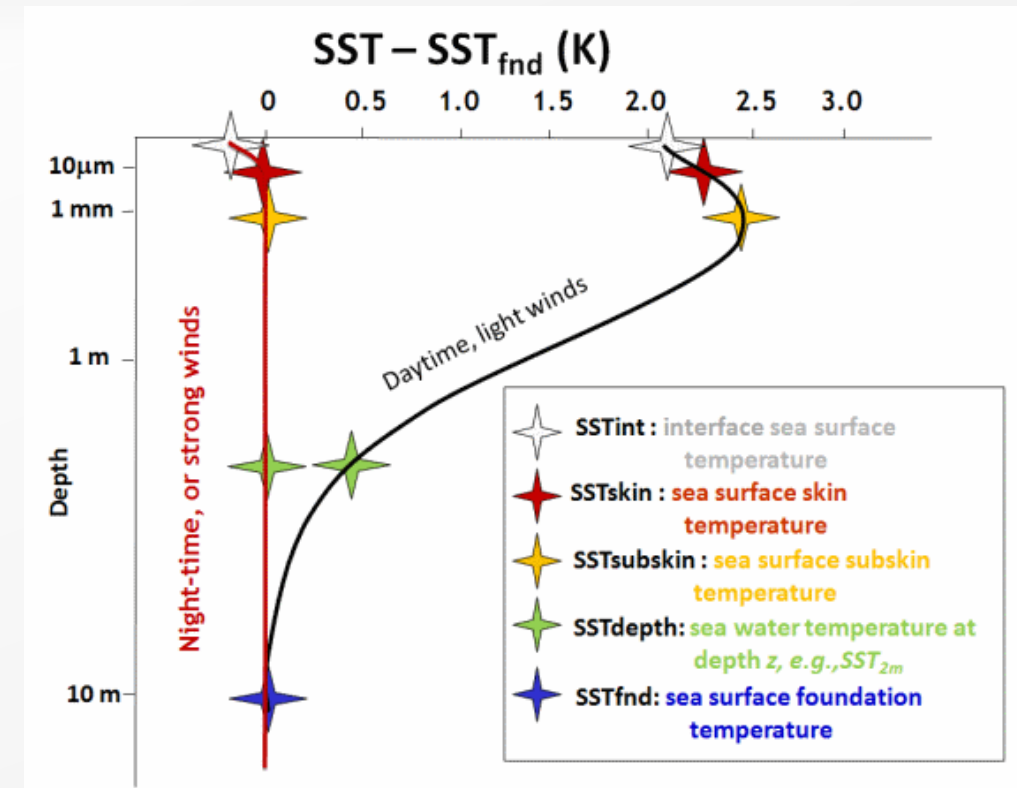 SST – SSTfnd (K)
0 0.5 1.0 1.5 2.0 2.5 3.0
10µm
1 mm
1 m
10 m
Depth
Night-time, or strong winds
Daytime, light winds
SSTint : interface sea surface
temperature
SSTskin : sea surface skin
temperature
SSTsubskin : sea surface subskin
temperature
SSTdepth: sea water temperature at
depth z, e.g.,SST2m
SSTfnd: sea surface foundation
temperature